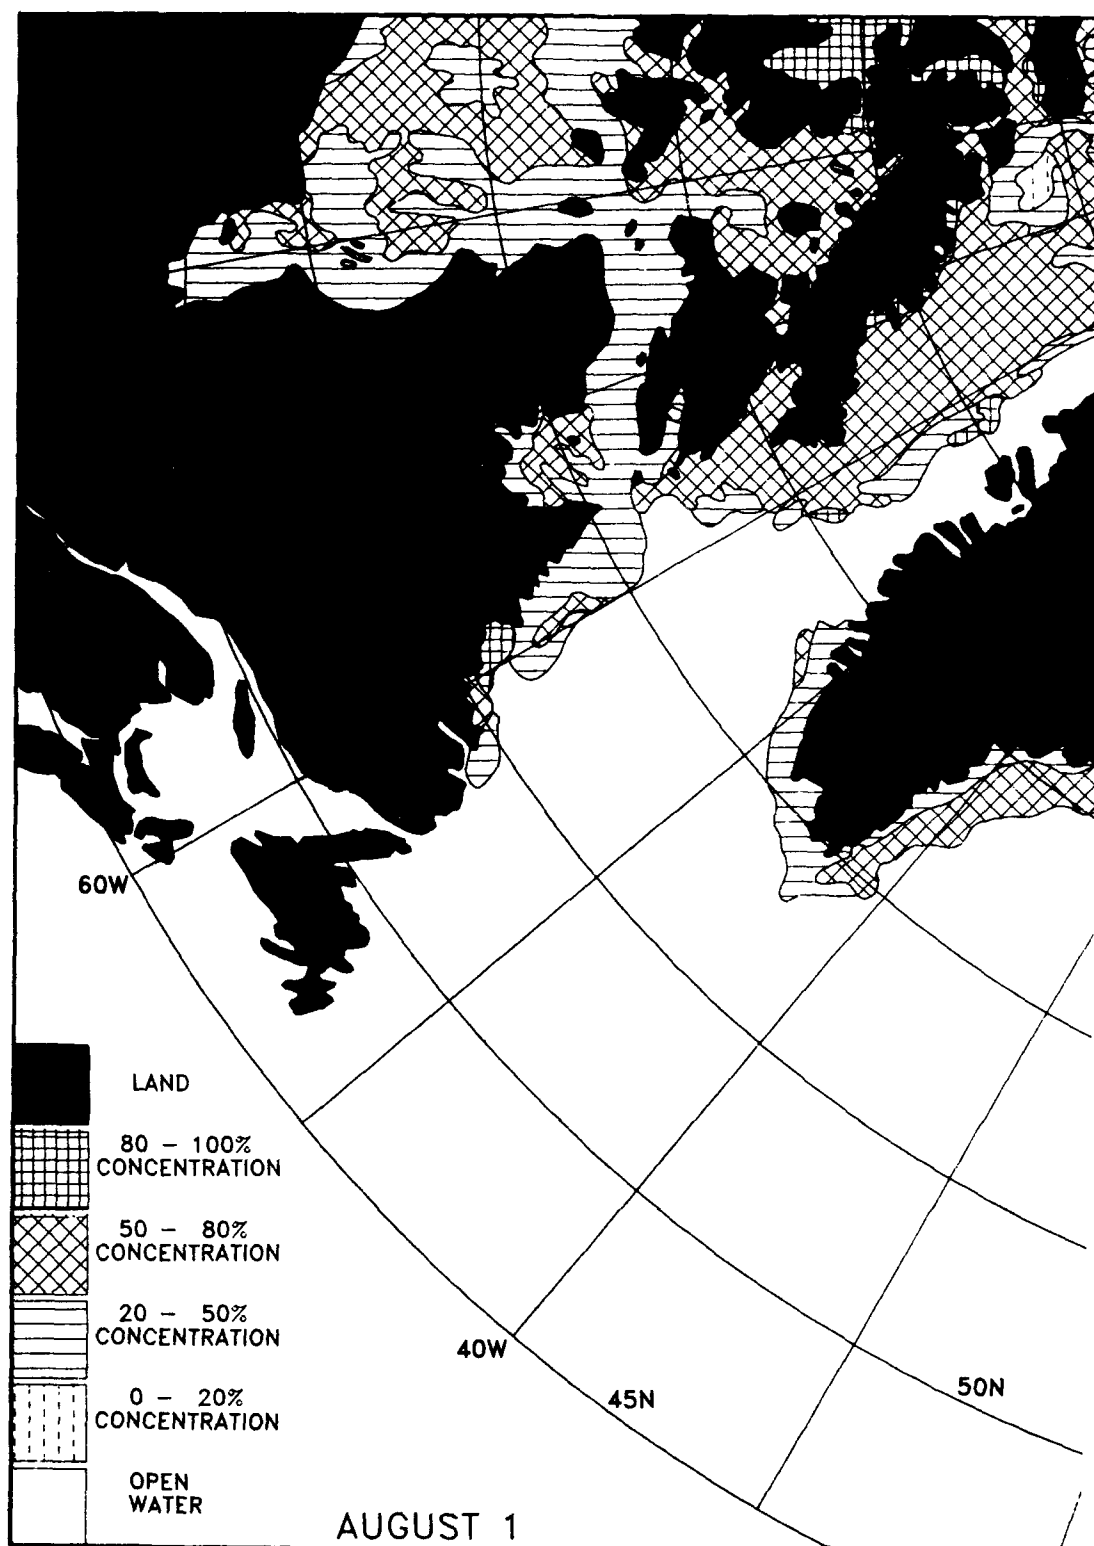 60W
LAND
80 – 100%
CONCENTRATION
50 – 80%
CONCENTRATION
20 – 50%
CONCENTRATION
0 – 20%
CONCENTRATION
OPEN
WATER
40W
45N
50N
AUGUST 1